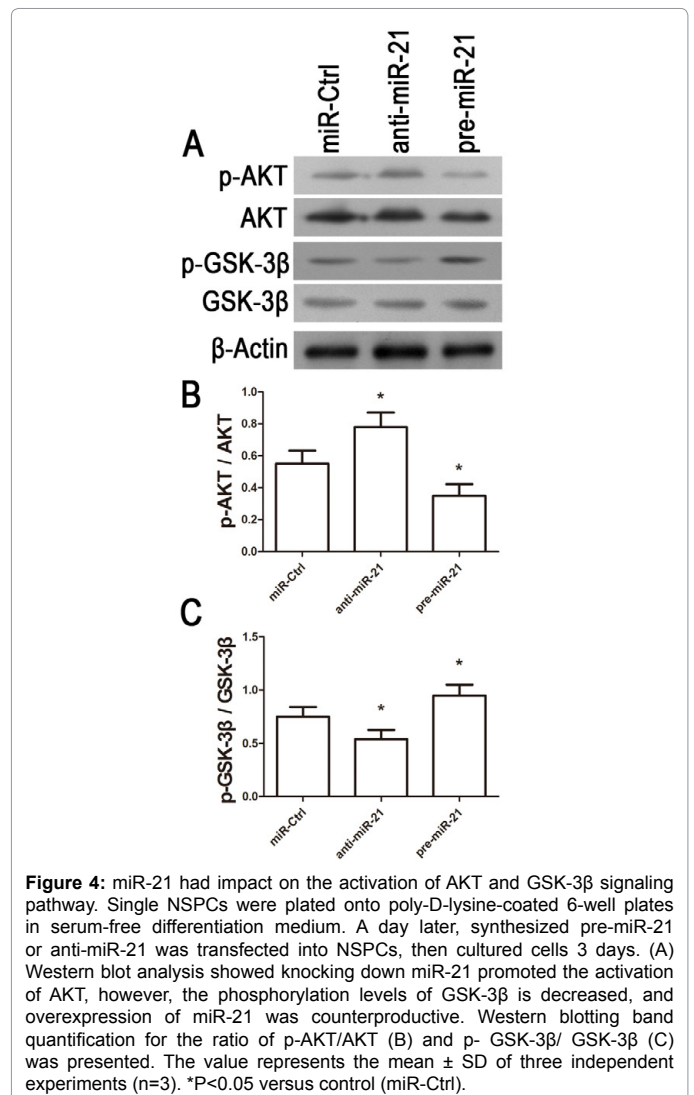 miR-Ctrl
anti-miR-21
pre-miR-21
A
p-AKT
AKT
p-GSK-3β
GSK-3β
β-Actin
B
p-AKT / AKT
1.0
0.8
0.6
0.4
0.2
0.0
*
*
miR-Ctrl
anti-miR-21
pre-miR-21
C
p-GSK-3β / GSK-3β
1.5
1.0
0.5
0.0
*
*
miR-Ctrl
anti-miR-21
pre-miR-21
Figure 4: miR-21 had impact on the activation of AKT and GSK-3β signaling
pathway. Single NSPCs were plated onto poly-D-lysine-coated 6-well plates
in serum-free differentiation medium. A day later, synthesized pre-miR-21
or anti-miR-21 was transfected into NSPCs, then cultured cells 3 days. (A)
Western blot analysis showed knocking down miR-21 promoted the activation
of AKT, however, the phosphorylation levels of GSK-3β is decreased, and
overexpression of miR-21 was counterproductive. Western blotting band
quantification for the ratio of p-AKT/AKT (B) and p- GSK-3β/ GSK-3β (C)
was presented. The value represents the mean ± SD of three independent
experiments (n=3). *P<0.05 versus control (miR-Ctrl).